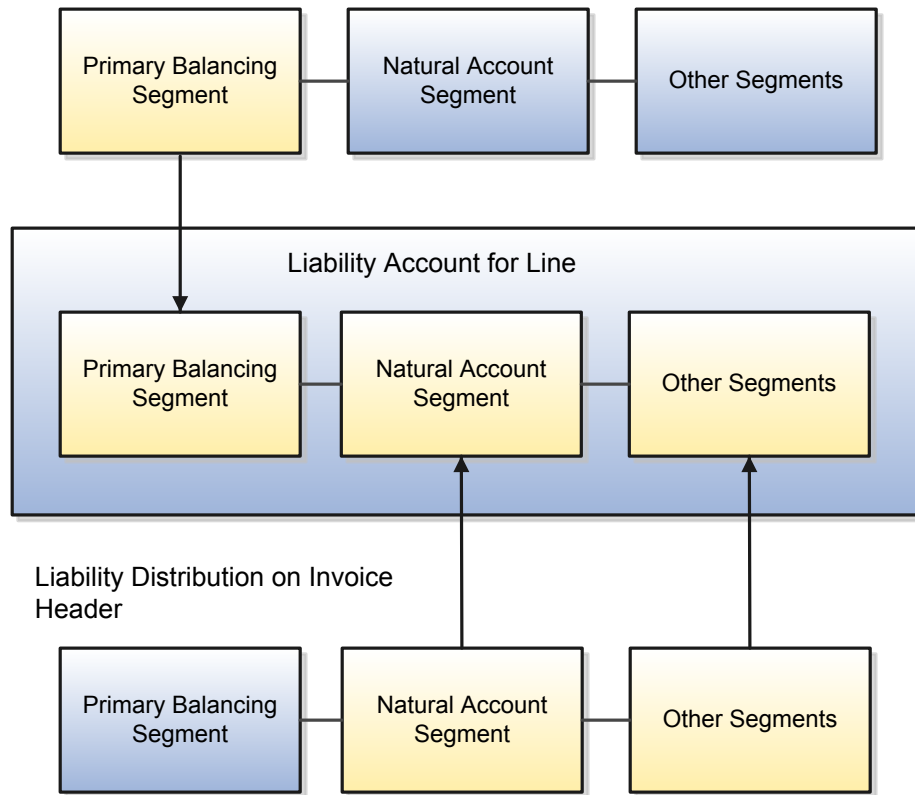 Primary Balancing
Segment
Natural Account
Segment
Other Segments
Liability Account for Line
Primary Balancing
Segment
Natural Account
Segment
Other Segments
Liability Distribution on Invoice
Header
Primary Balancing
Segment
Natural Account
Segment
Other Segments